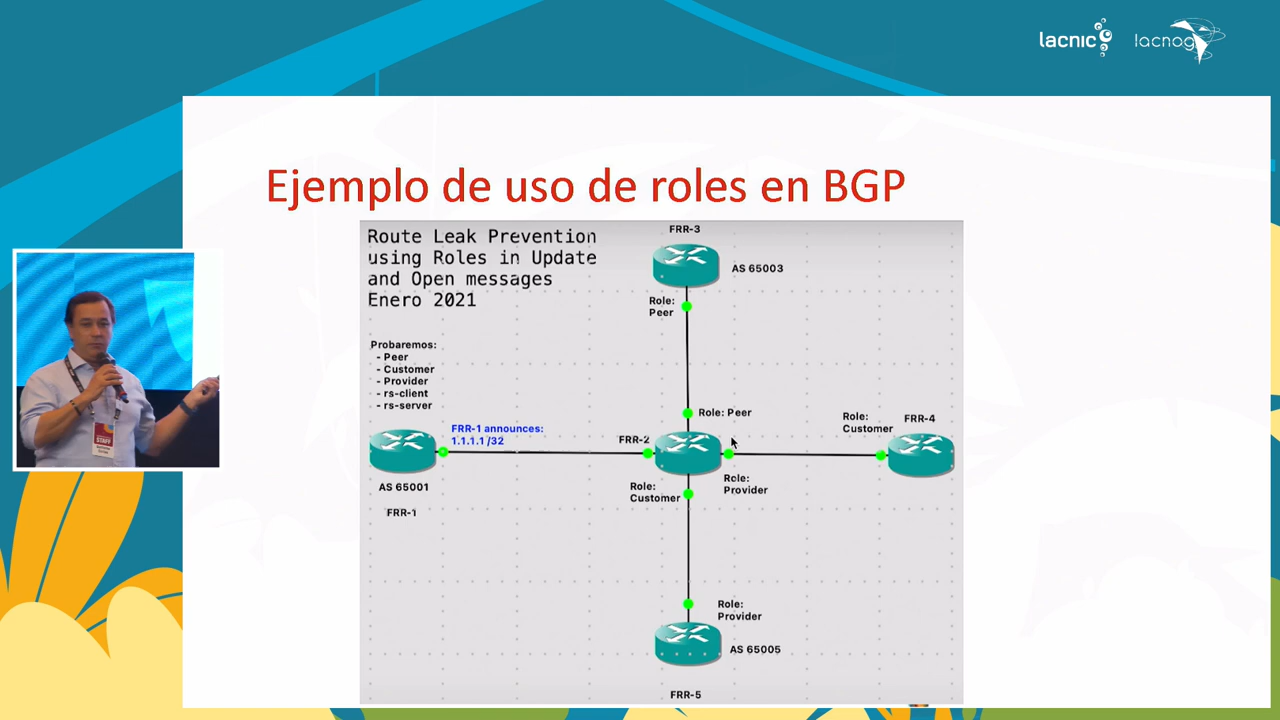 lacnic
lacnog
Ejemplo de uso de roles en BGP
Route Leak Prevention
using Roles in Update
and Open messages
Enero 2021
FRR-3
AS 65003
Role:
Peer
Probaremos:
- Peer
- Customer
- Provider
- rs-client
- rs-server
FRR-1 announces:
1.1.1.1 /32
Role: Peer
FRR-2
Role:
Customer
FRR-4
AS 65001
FRR-1
Role:
Customer
Role:
Provider
Role:
Provider
AS 65005
FRR-5
STAFF